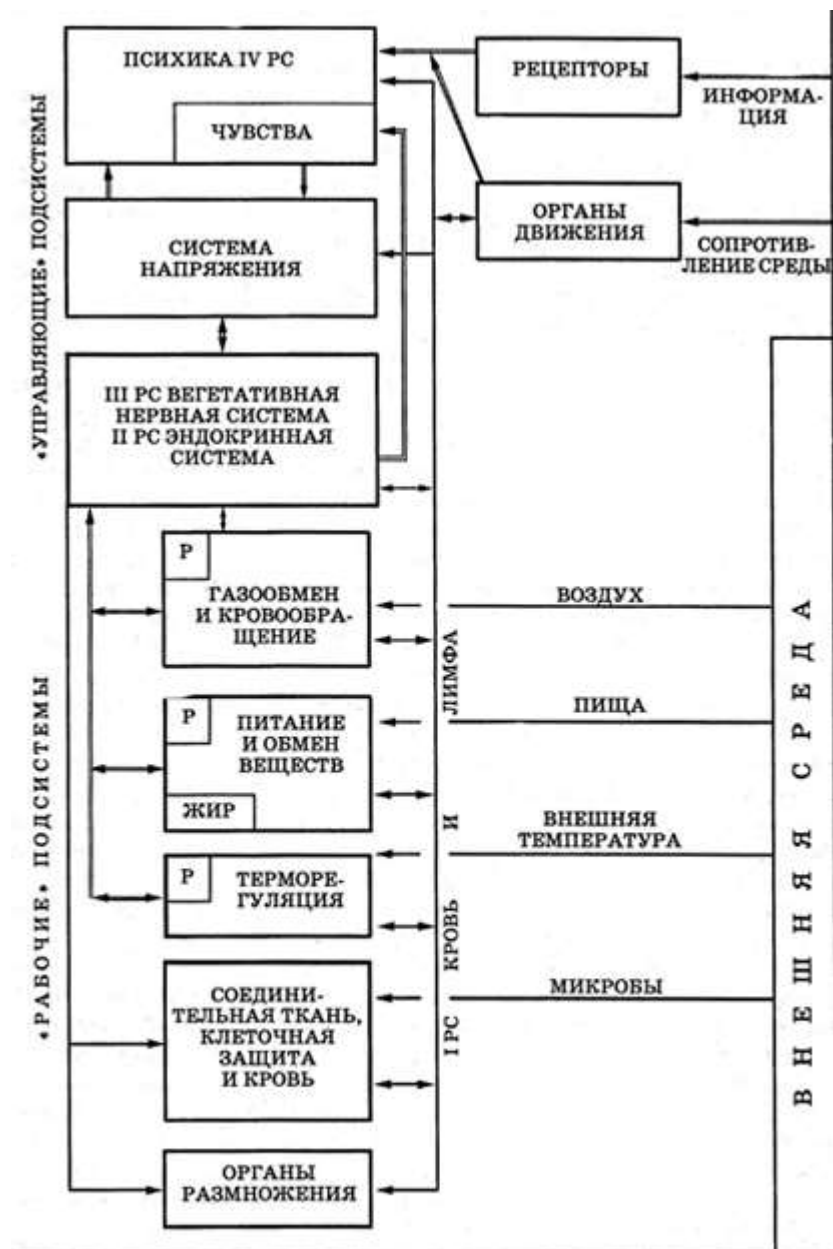 «УПРАВЛЯЮЩИЕ» ПОДСИСТЕМЫ
ПСИХИКА IV РС
ЧУВСТВА
РЕЦЕПТОРЫ
ИНФОРМА-
ЦИЯ
СИСТЕМА
НАПРЯЖЕНИЯ
ОРГАНЫ
ДВИЖЕНИЯ
СОПРОТИВ-
ЛЕНИЕ СРЕДЫ
III РС ВЕГЕТАТИВНАЯ
НЕРВНАЯ СИСТЕМА
II РС ЭНДОКРИННАЯ
СИСТЕМА
«РАБОЧИЕ» ПОДСИСТЕМЫ
Р
ГАЗООБМЕН
И КРОВООБРА-
ЩЕНИЕ
Р
ПИТАНИЕ
И ОБМЕН
ВЕЩЕСТВ
ЖИР
Р
ТЕРМОРЕ-
ГУЛЯЦИЯ
СОЕДИНИ-
ТЕЛЬНАЯ ТКАНЬ,
КЛЕТОЧНАЯ
ЗАЩИТА
И КРОВЬ
ОРГАНЫ
РАЗМНОЖЕНИЯ
I РС КРОВЬ И ЛИМФА
ВОЗДУХ
ПИЩА
ВНЕШНЯЯ
ТЕМПЕРАТУРА
МИКРОБЫ
ВНЕШНЯЯ СРЕДА